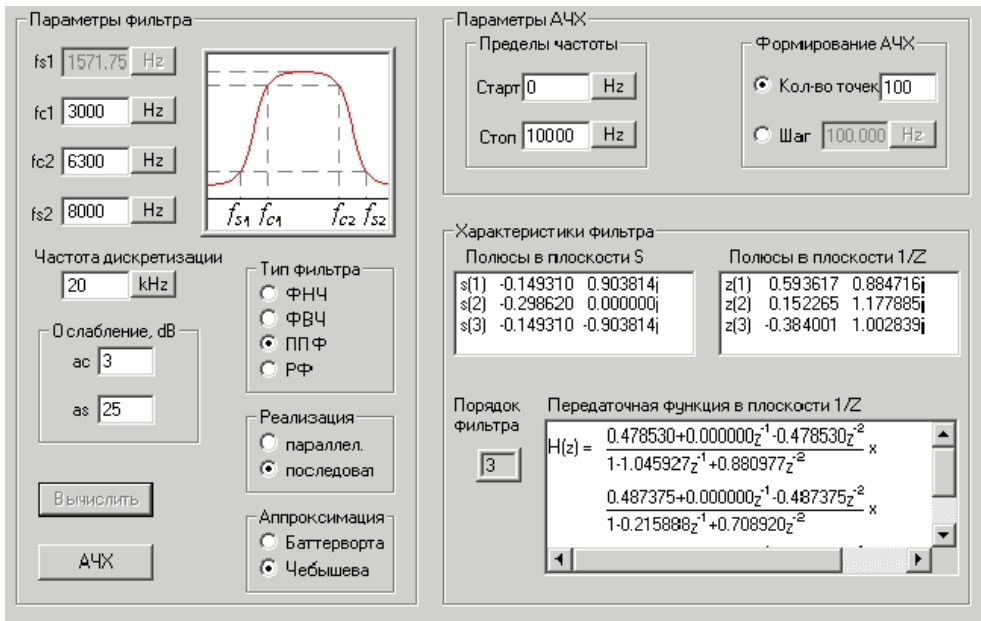 Параметры фильтра
fs1 1571.75 Hz
fc1 3000 Hz
fc2 6300 Hz
fs2 8000 Hz
fs1 fc1 fc2 fs2
Частота дискретизации
20 kHz
Ослабление, dB
ac 3
as 25
Вычислить
АЧХ
Тип фильтра
ФНЧ
ФВЧ
ППФ
РФ
Реализация
параллел.
последоват
Аппроксимация
Баттерворта
Чебышева
Параметры АЧХ
Пределы частоты
Старт 0 Hz
Стоп 10000 Hz
Формирование АЧХ
Кол-во точек 100
Шаг 100.000 Hz
Характеристики фильтра
Полюсы в плоскости S
s(1) -0.149310 0.903814j
s(2) -0.298620 0.000000j
s(3) -0.149310 -0.903814j
Полюсы в плоскости 1/Z
z(1) 0.593617 0.884716j
z(2) 0.152265 1.177885j
z(3) -0.384001 1.002839j
Порядок
фильтра
3
Передаточная функция в плоскости 1/Z
H(z) = 0.478530+0.000000z⁻¹-0.478530z⁻² x
1-1.045927z⁻¹+0.880977z⁻²
0.487375+0.000000z⁻¹-0.487375z⁻² x
1-0.215888z⁻¹+0.708920z⁻²